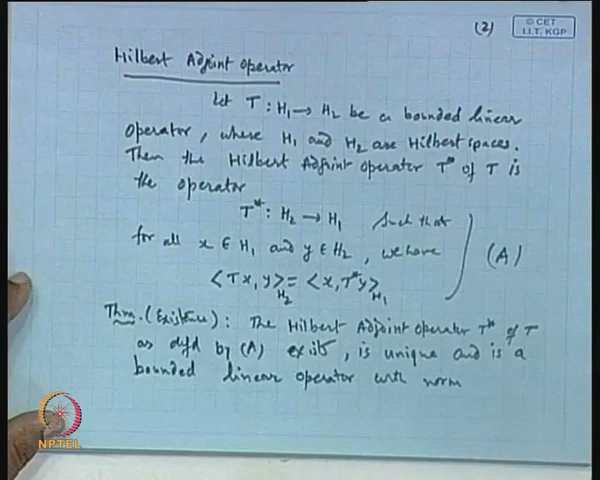 (2)
© CET
I.I.T. KGP
Hilbert Adjoint Operator
Let T : H₁ → H₂ be a bounded linear
operator, where H₁ and H₂ are Hilbert spaces.
Then the Hilbert Adjoint operator T* of T is
the operator
T* : H₂ → H₁ such that
for all x ∈ H₁ and y ∈ H₂, we have
(A)
⟨Tx, y⟩_H₂ = ⟨x, T*y⟩_H₁
Thm. (Existence) : The Hilbert Adjoint operator T* of T
as dfd by (A) exists, is unique and is a
bounded linear operator with norm
NPTEL